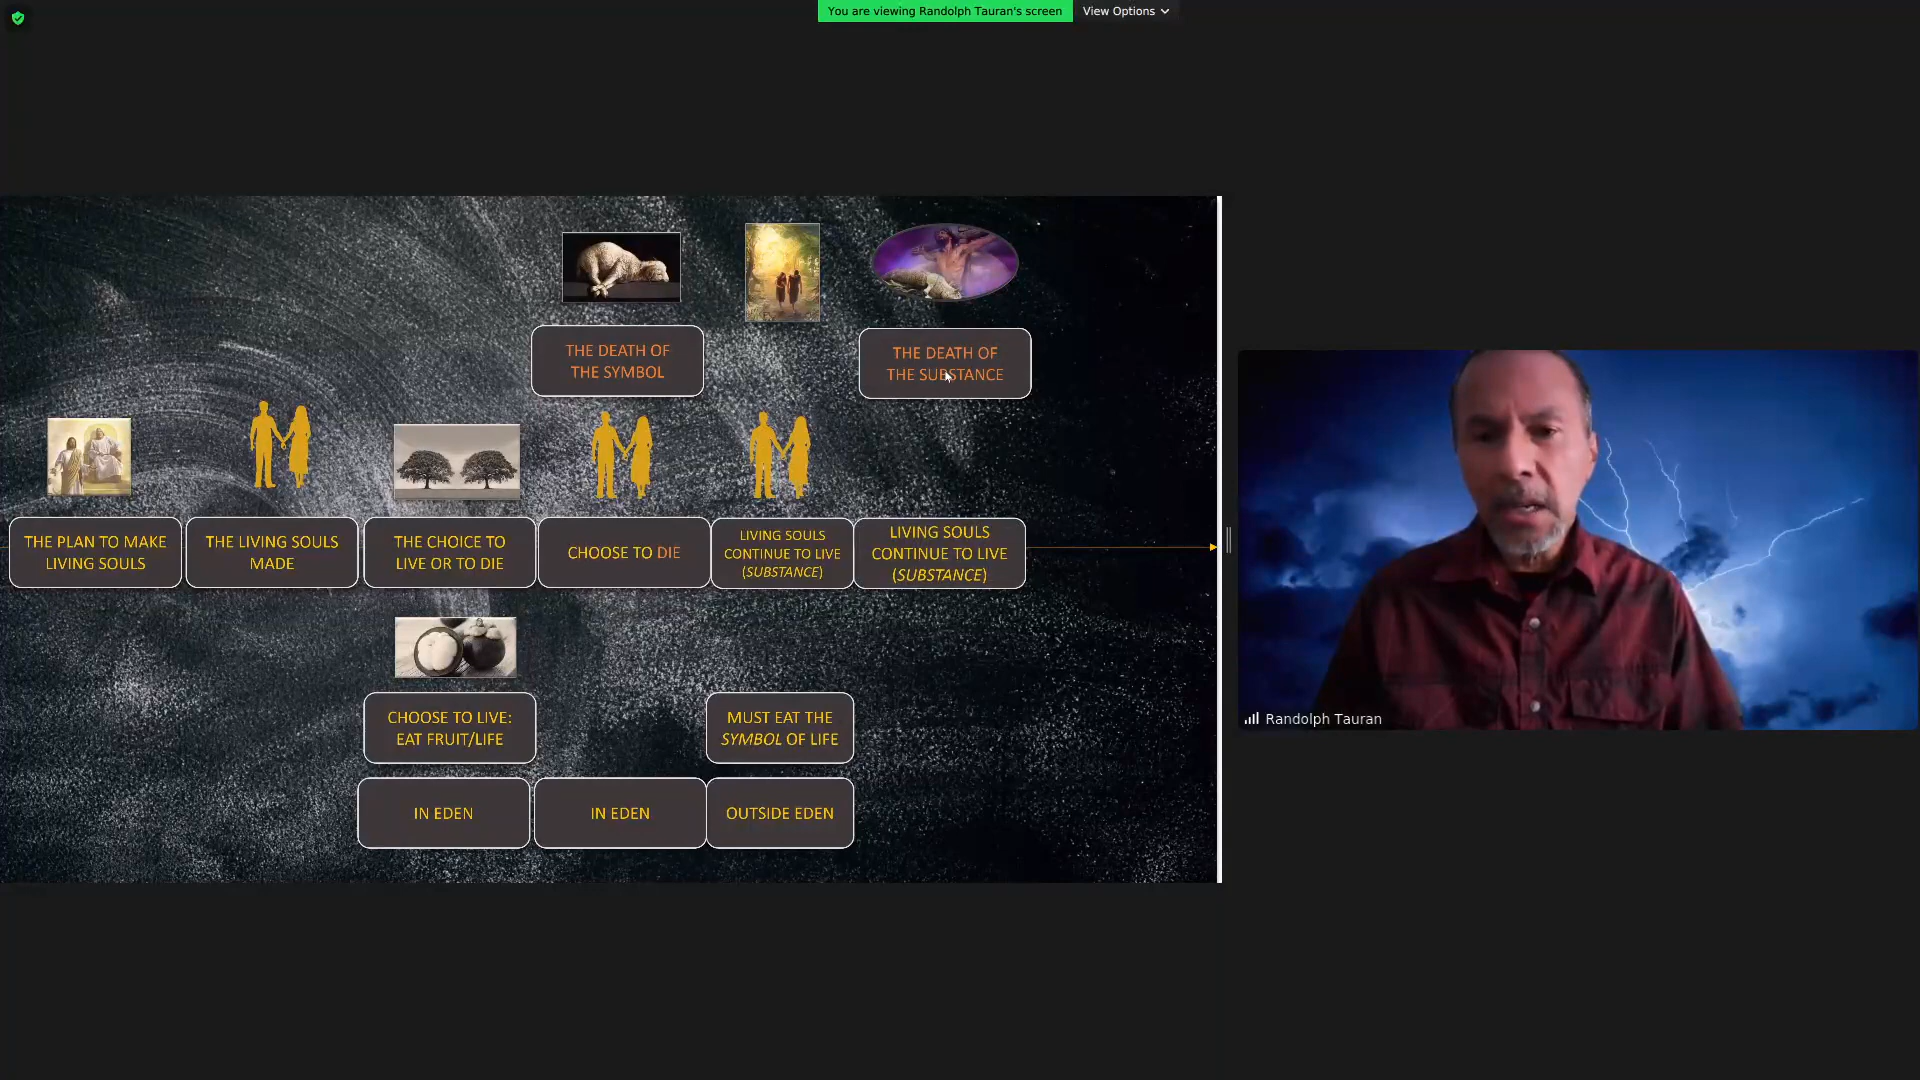 You are viewing Randolph Tauran's screen
View Options
THE DEATH OF
THE SYMBOL
THE DEATH OF
THE SUBSTANCE
THE PLAN TO MAKE
LIVING SOULS
THE LIVING SOULS
MADE
THE CHOICE TO
LIVE OR TO DIE
CHOOSE TO DIE
LIVING SOULS
CONTINUE TO LIVE
(SUBSTANCE)
LIVING SOULS
CONTINUE TO LIVE
(SUBSTANCE)
CHOOSE TO LIVE:
EAT FRUIT/LIFE
MUST EAT THE
SYMBOL OF LIFE
IN EDEN
IN EDEN
OUTSIDE EDEN
Randolph Tauran